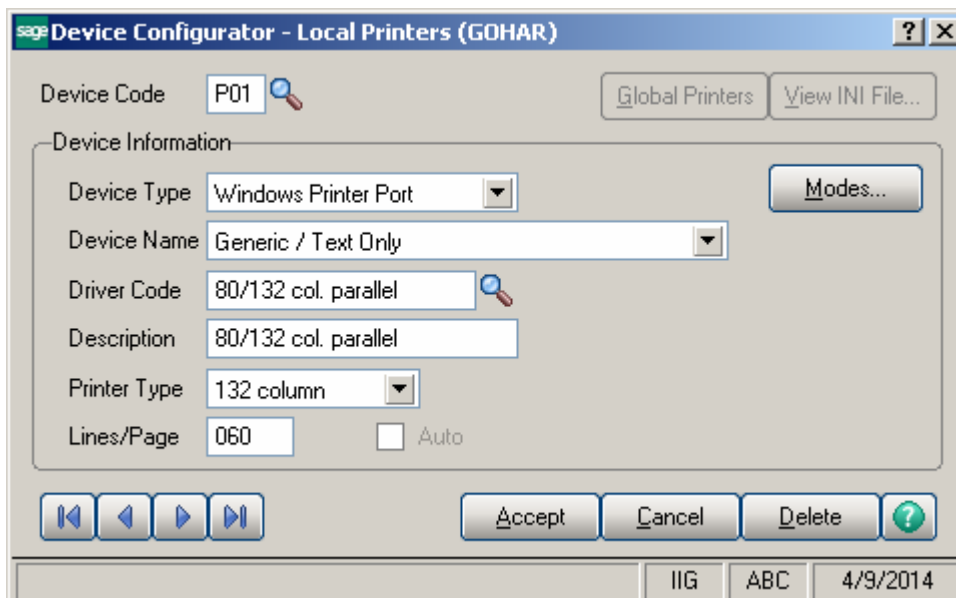 sage Device Configurator - Local Printers (GOHAR) ?
Device Code P01 Global Printers View INI File...
Device Information
Device Type Windows Printer Port Modes...
Device Name Generic / Text Only
Driver Code 80/132 col. parallel
Description 80/132 col. parallel
Printer Type 132 column
Lines/Page 060 Auto
Accept Cancel Delete ?
IIG ABC 4/9/2014